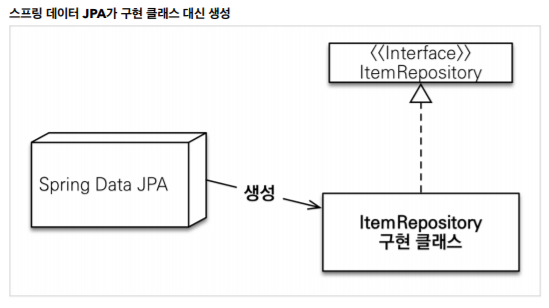 스프링 데이터 JPA가 구현 클래스 대신 생성
《Interface》
ItemRepository
Spring Data JPA
생성
ItemRepository
구현 클래스